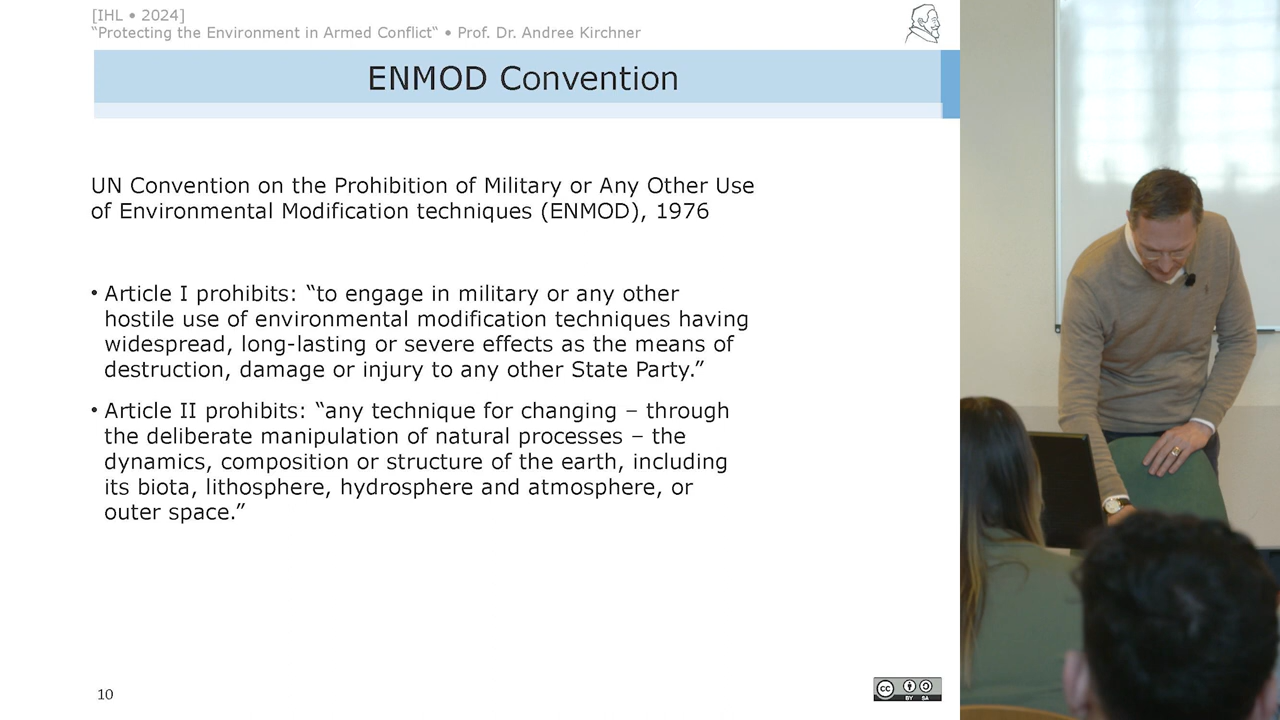 [IHL • 2024]
“Protecting the Environment in Armed Conflict“ • Prof. Dr. Andree Kirchner
ENMOD Convention
UN Convention on the Prohibition of Military or Any Other Use
of Environmental Modification techniques (ENMOD), 1976
• Article I prohibits: “to engage in military or any other
hostile use of environmental modification techniques having
widespread, long-lasting or severe effects as the means of
destruction, damage or injury to any other State Party.”
• Article II prohibits: “any technique for changing – through
the deliberate manipulation of natural processes – the
dynamics, composition or structure of the earth, including
its biota, lithosphere, hydrosphere and atmosphere, or
outer space.”
10
cc
BY SA